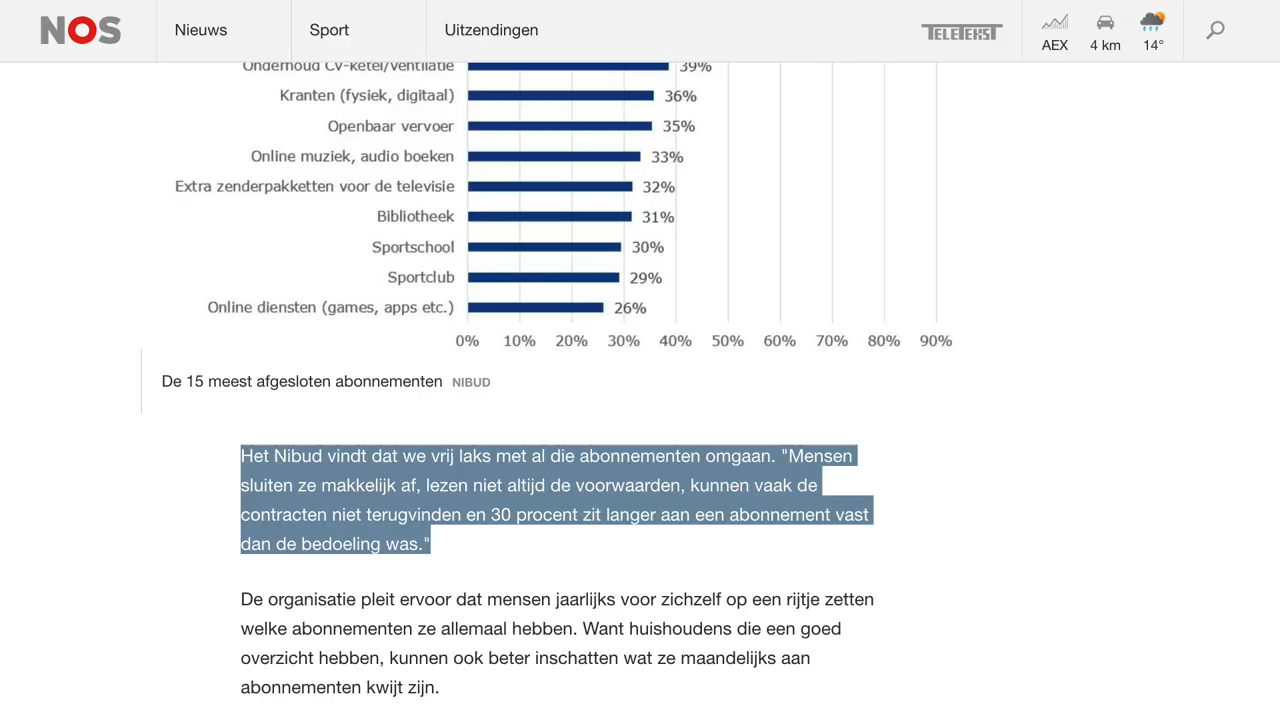 NOS
Nieuws
Sport
Uitzendingen
TELETEKST
AEX
4 km
14°
Onderhoud CV-ketel/ventilatie 39%
Kranten (fysiek, digitaal) 36%
Openbaar vervoer 35%
Online muziek, audio boeken 33%
Extra zenderpakketten voor de televisie 32%
Bibliotheek 31%
Sportschool 30%
Sportclub 29%
Online diensten (games, apps etc.) 26%
0% 10% 20% 30% 40% 50% 60% 70% 80% 90%
De 15 meest afgesloten abonnementen NIBUD
Het Nibud vindt dat we vrij laks met al die abonnementen omgaan. "Mensen
sluiten ze makkelijk af, lezen niet altijd de voorwaarden, kunnen vaak de
contracten niet terugvinden en 30 procent zit langer aan een abonnement vast
dan de bedoeling was."
De organisatie pleit ervoor dat mensen jaarlijks voor zichzelf op een rijtje zetten
welke abonnementen ze allemaal hebben. Want huishoudens die een goed
overzicht hebben, kunnen ook beter inschatten wat ze maandelijks aan
abonnementen kwijt zijn.